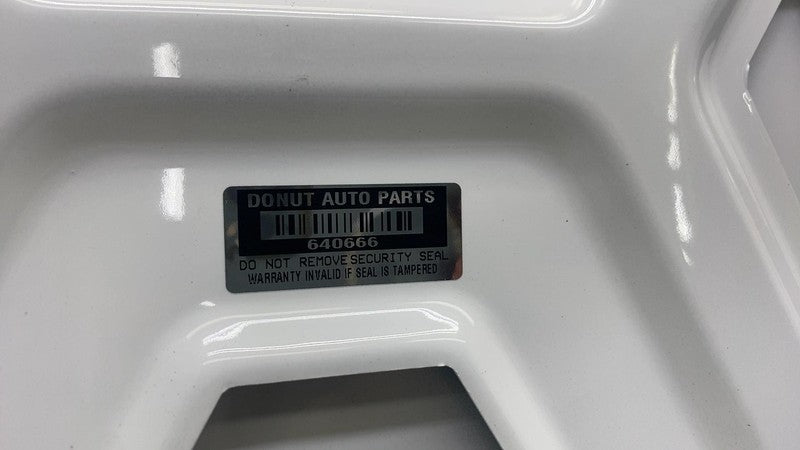 DONUT AUTO PARTS
640666
DO NOT REMOVE SECURITY SEAL
WARRANTY INVALID IF SEAL IS TAMPERED